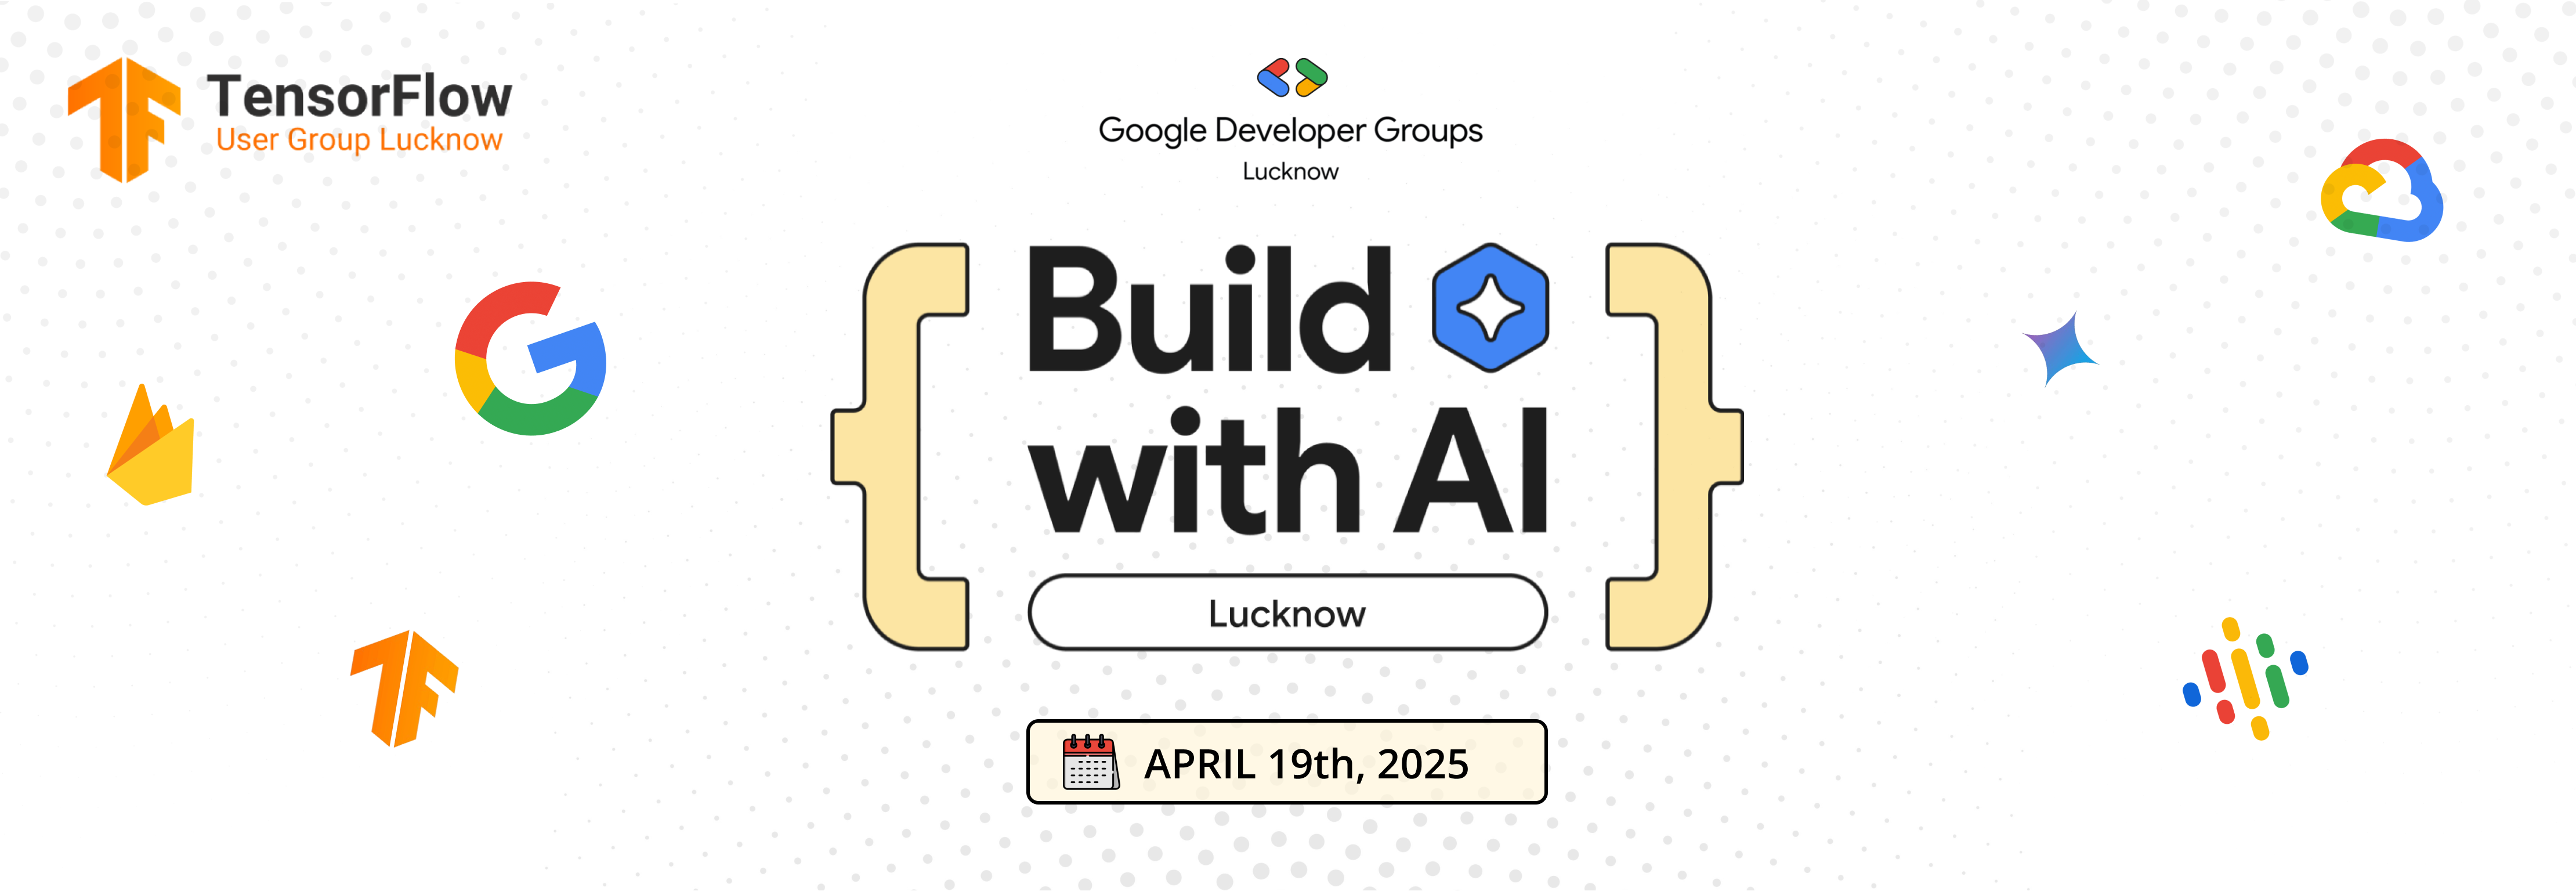 TensorFlow
User Group Lucknow
Google Developer Groups
Lucknow
Build
with AI
Lucknow
APRIL 19th, 2025